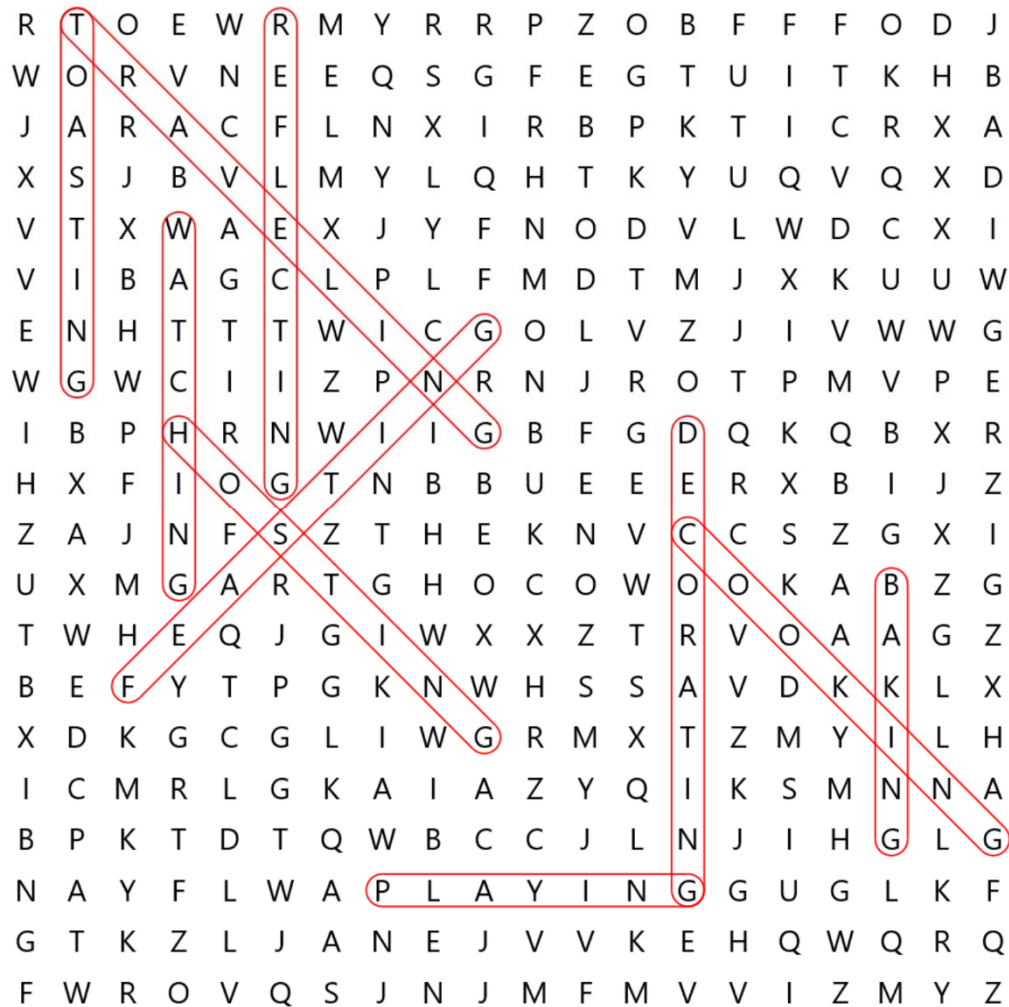 R T O E W R M Y R R P Z O B F F F O D J
W O R V N E E Q S G F E G T U I T K H B
J A R A C F L N X I R B P K T I C R X A
X S J B V L M Y L Q H T K Y U Q V Q X D
V T X W A E X J Y F N O D V L W D C X I
V I B A G C L P L F M D T M J X K U U W
E N H T T T W I C G O L V Z J I V W W G
W G W C I I Z P N R N J R O T P M V P E
I B P H R N W I I G B F G D Q K Q B X R
H X F I O G T N B B U E E E R X B I J Z
Z A J N F S Z T H E K N V C C S Z G X I
U X M G A R T G H O C O W O O K A B Z G
T W H E Q J G I W X X Z T R V O A A G Z
B E F Y T P G K N W H S S A V D K K L X
X D K G C G L I W G R M X T Z M Y I L H
I C M R L G K A I A Z Y Q I K S M N N A
B P K T D T Q W B C C J L N J I H G L G
N A Y F L W A P L A Y I N G G U G L K F
G T K Z L J A N E J V V K E H Q W Q R Q
F W R O V Q S J N J M F M V V I Z M Y Z